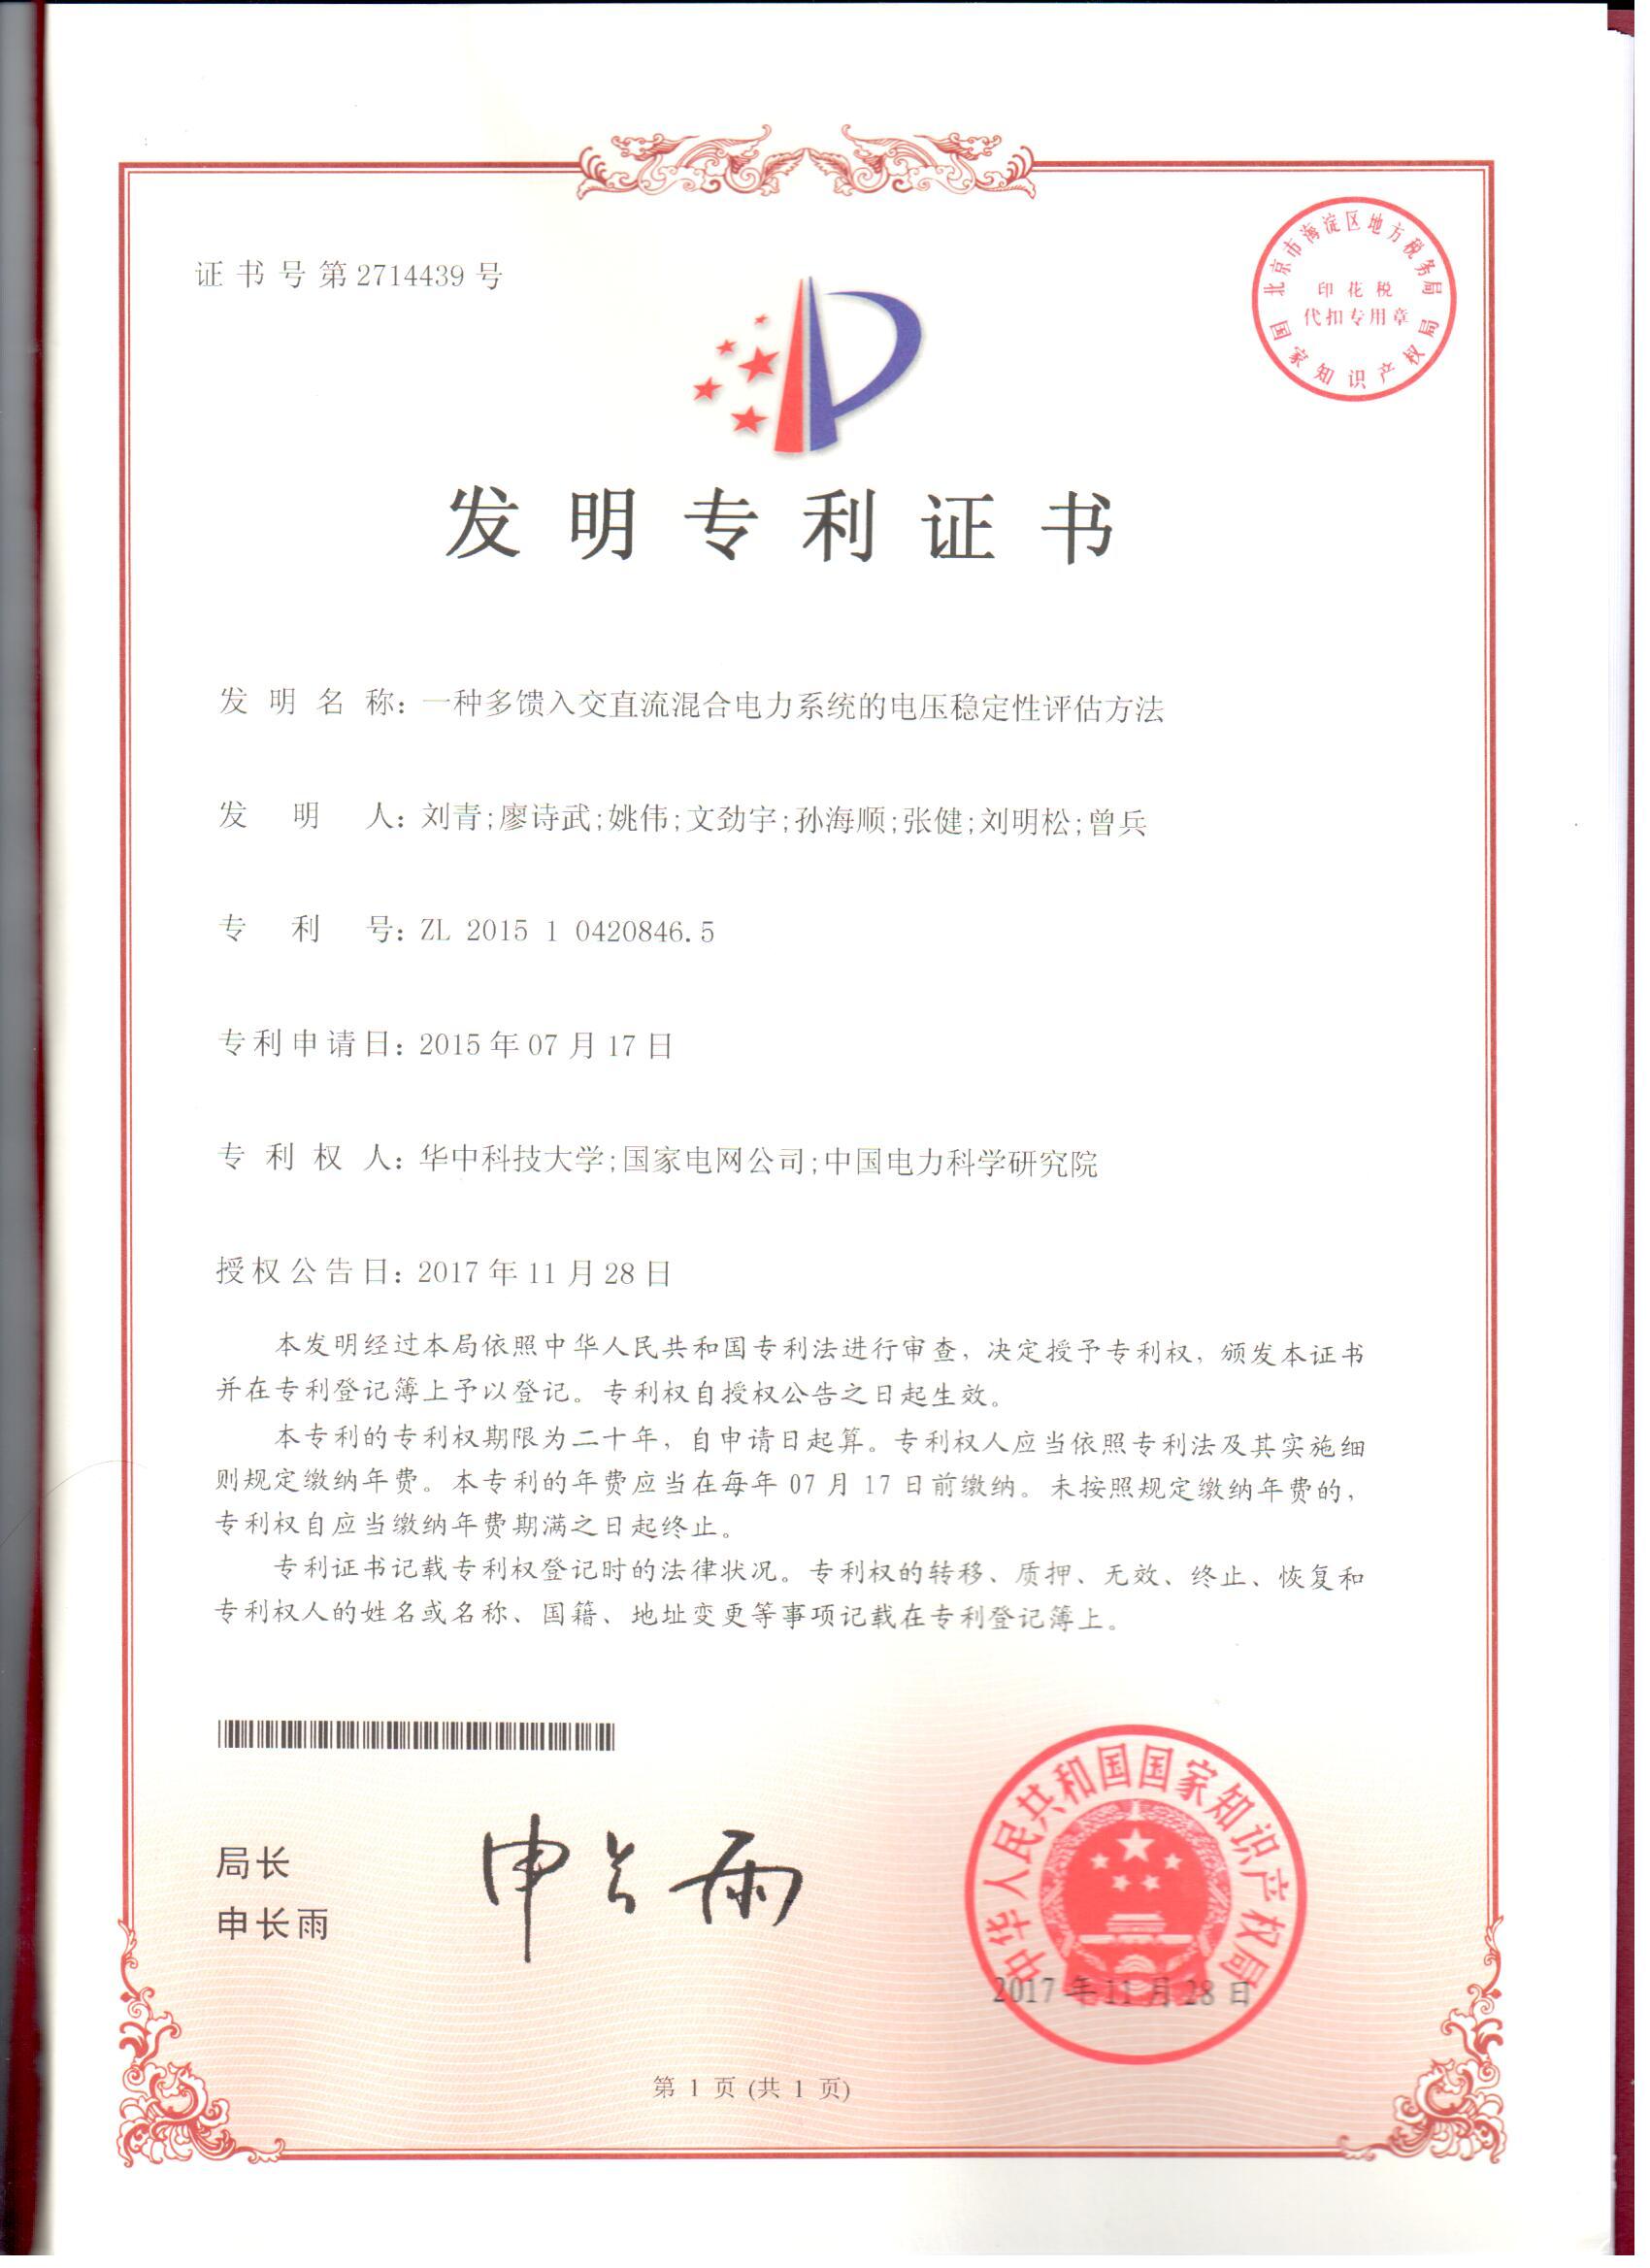 证书号第2714439号
北京市海淀区地方税务局
印花税
代扣专用章
国家知识产权局
发明专利证书
发明名称：一种多馈入交直流混合电力系统的电压稳定性评估方法
发明人：刘青;廖诗武;姚伟;文劲宇;孙海顺;张健;刘明松;曾兵
专利号：ZL 2015 1 0420846.5
专利申请日：2015年07月17日
专利权人：华中科技大学;国家电网公司;中国电力科学研究院
授权公告日：2017年11月28日
本发明经过本局依照中华人民共和国专利法进行审查，决定授予专利权，颁发本证书
并在专利登记簿上予以登记。专利权自授权公告之日起生效。
本专利的专利权期限为二十年，自申请日起算。专利权人应当依照专利法及其实施细
则规定缴纳年费。本专利的年费应当在每年07月17日前缴纳。未按照规定缴纳年费的，
专利权自应当缴纳年费期满之日起终止。
专利证书记载专利权登记时的法律状况。专利权的转移、质押、无效、终止、恢复和
专利权人的姓名或名称、国籍、地址变更等事项记载在专利登记簿上。
局长
申长雨
申长雨
中华人民共和国国家知识产权局
2017年11月28日
第 1 页 (共 1 页)